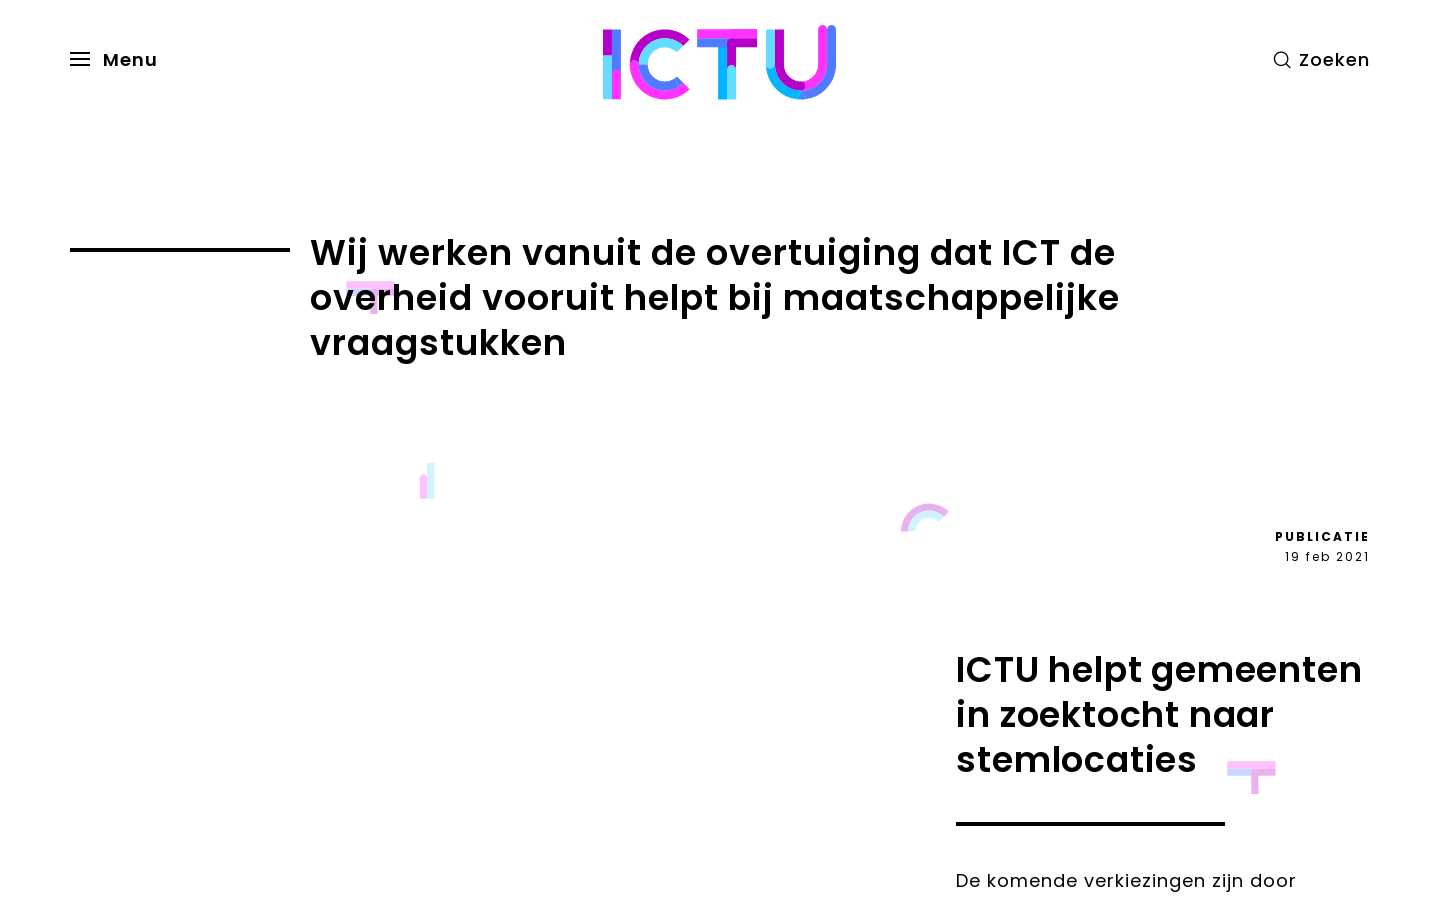 Menu
ICTU
Zoeken
Wij werken vanuit de overtuiging dat ICT de
overheid vooruit helpt bij maatschappelijke
vraagstukken
PUBLICATIE
19 feb 2021
ICTU helpt gemeenten
in zoektocht naar
stemlocaties
De komende verkiezingen zijn door